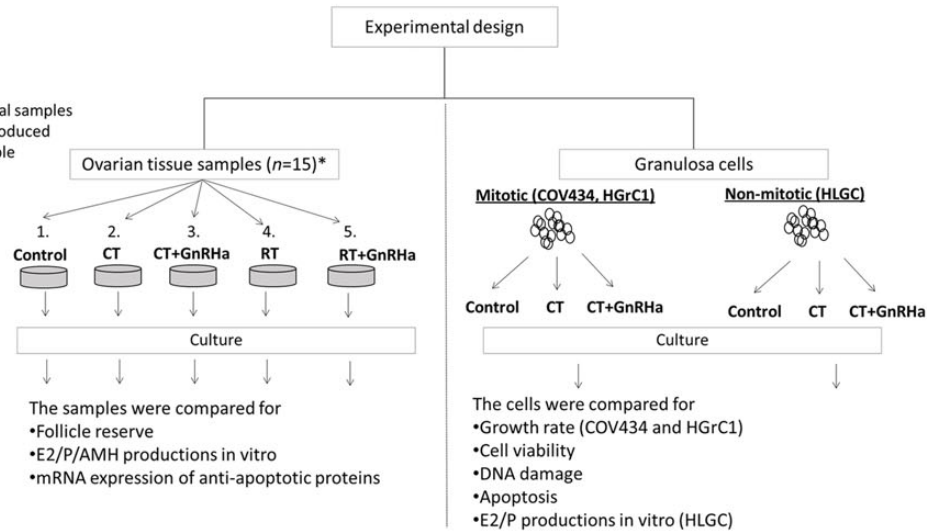 Experimental design
al samples
oduced
le
Ovarian tissue samples (n=15)*
Granulosa cells
Mitotic (COV434, HGrC1)
Non-mitotic (HLGC)
1. 2. 3. 4. 5.
Control CT CT+GnRHa RT RT+GnRHa
Control CT CT+GnRHa
Control CT CT+GnRHa
Culture
Culture
The samples were compared for
•Follicle reserve
•E2/P/AMH productions in vitro
•mRNA expression of anti-apoptotic proteins
The cells were compared for
•Growth rate (COV434 and HGrC1)
•Cell viability
•DNA damage
•Apoptosis
•E2/P productions in vitro (HLGC)